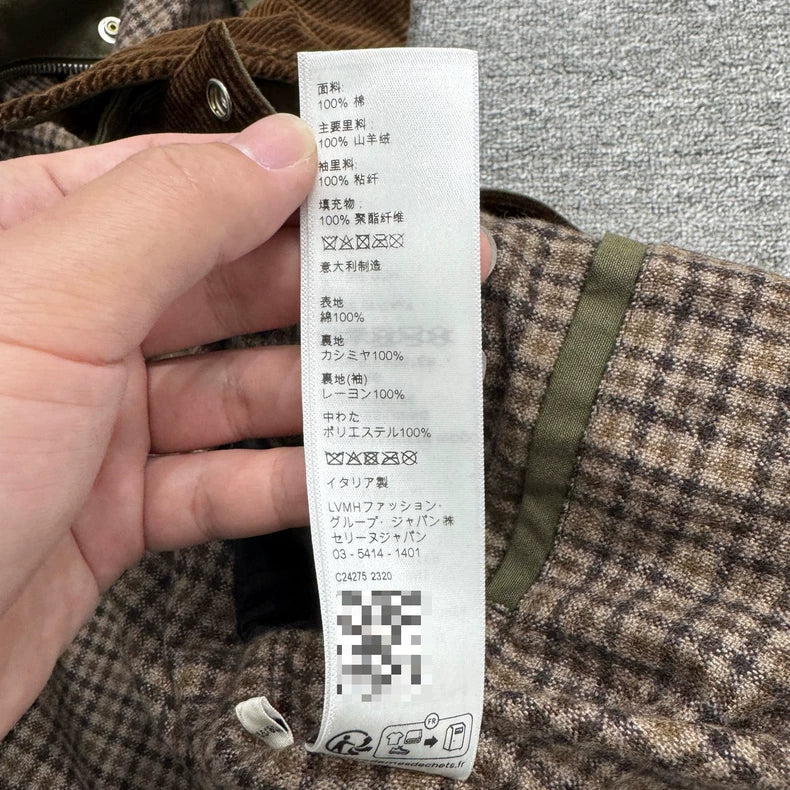 面料:
100% 棉
主要里料:
100% 山羊绒
袖里料:
100% 粘纤
填充物:
100% 聚酯纤维
意大利制造
表地
綿100%
裏地
カシミヤ100%
裏地(袖)
レーヨン100%
中わた
ポリエステル100%
イタリア製
LVMHファッション・
グループ・ジャパン㈱
セリーヌジャパン
03-5414-1401
C24275 2320
FR